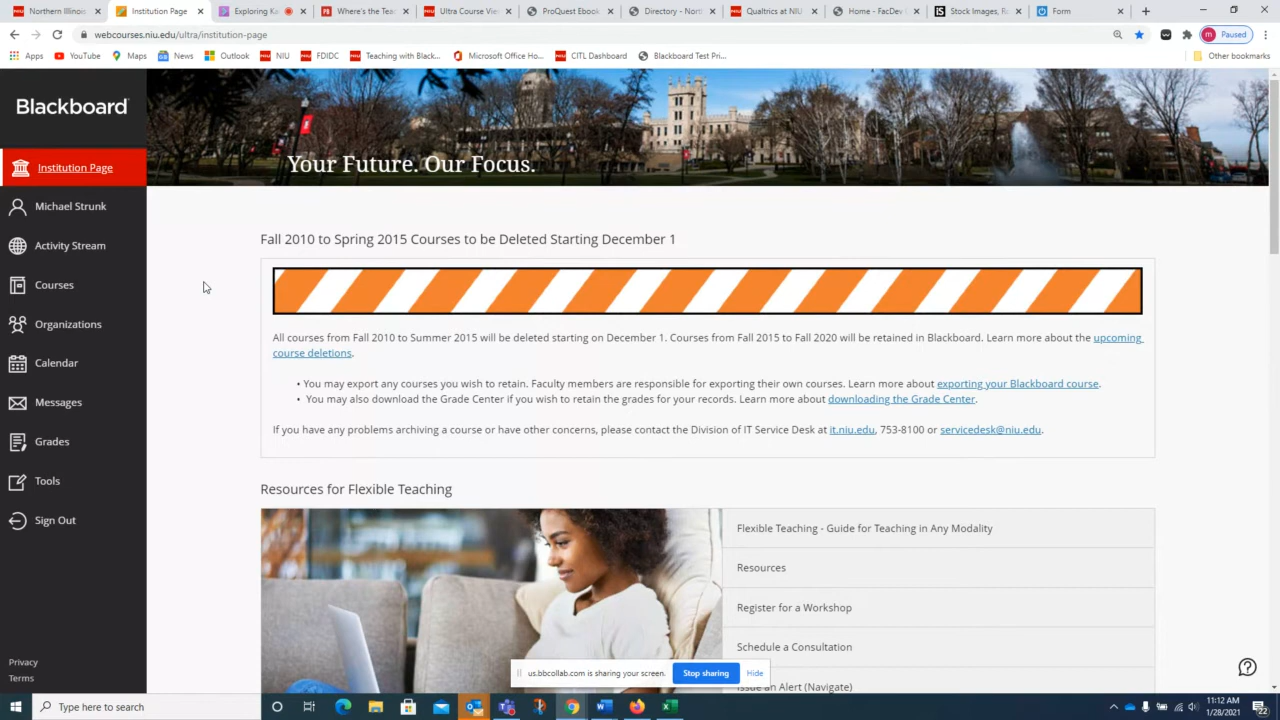 Northern Illinois
Institution Page
Exploring Ka
Where's the Tea
Ultra Course View
ProQuest Ebook
Directory - North
Qualtrics at NIU
Home - FacDev
Stock Images, R
Form
webcourses.niu.edu/ultra/institution-page
m
Paused
Apps
YouTube
Maps
News
Outlook
NIU
FDIDC
Teaching with Black...
Microsoft Office Ho...
CITL Dashboard
Blackboard Test Pri...
Other bookmarks
Blackboard
Institution Page
Michael Strunk
Activity Stream
Courses
Organizations
Calendar
Messages
Grades
Tools
Sign Out
Privacy
Terms
Your Future. Our Focus.
Fall 2010 to Spring 2015 Courses to be Deleted Starting December 1
All courses from Fall 2010 to Summer 2015 will be deleted starting on December 1. Courses from Fall 2015 to Fall 2020 will be retained in Blackboard. Learn more about the upcoming
course deletions.
• You may export any courses you wish to retain. Faculty members are responsible for exporting their own courses. Learn more about exporting your Blackboard course.
• You may also download the Grade Center if you wish to retain the grades for your records. Learn more about downloading the Grade Center.
If you have any problems archiving a course or have other concerns, please contact the Division of IT Service Desk at it.niu.edu, 753-8100 or servicedesk@niu.edu.
Resources for Flexible Teaching
Flexible Teaching - Guide for Teaching in Any Modality
Resources
Register for a Workshop
Schedule a Consultation
Issue an Alert (Navigate)
us.bbcollab.com is sharing your screen.
Stop sharing
Hide
Type here to search
11:12 AM
1/28/2021
22